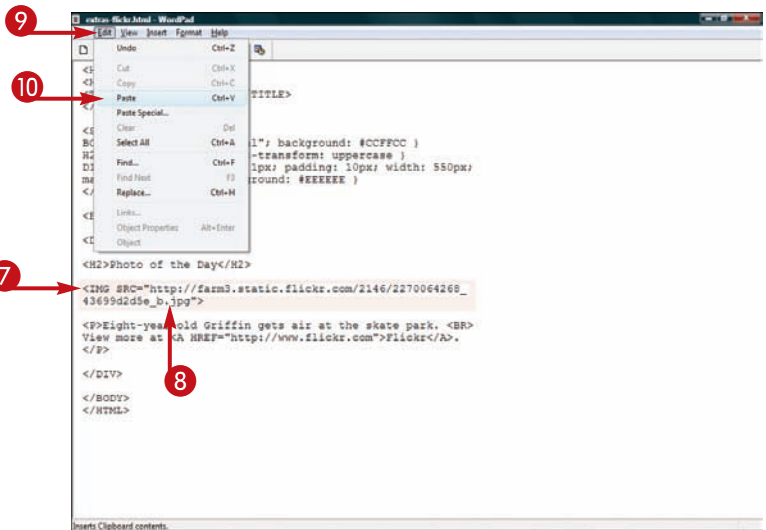 extras-flickr.html - WordPad
9
Edit View Insert Format Help
Undo Ctrl+Z
Cut Ctrl+X
Copy Ctrl+C
10
Paste Ctrl+V
TITLE>
Paste Special...
Clear Del
Select All Ctrl+A
l"; background: #CCFFCC }
-transform: uppercase }
Find... Ctrl+F
1px; padding: 10px; width: 550px;
Find Next F3
round: #EEEEEE }
Replace... Ctrl+H
Links...
Object Properties Alt+Enter
Object
<H2>Photo of the Day</H2>
7
<IMG SRC="http://farm3.static.flickr.com/2146/2270064268_
43699d2d5e_b.jpg">
<P>Eight-year-old Griffin gets air at the skate park. <BR>
View more at <A HREF="http://www.flickr.com">Flickr</A>.
</P>
8
</DIV>
</BODY>
</HTML>
Inserts Clipboard contents.